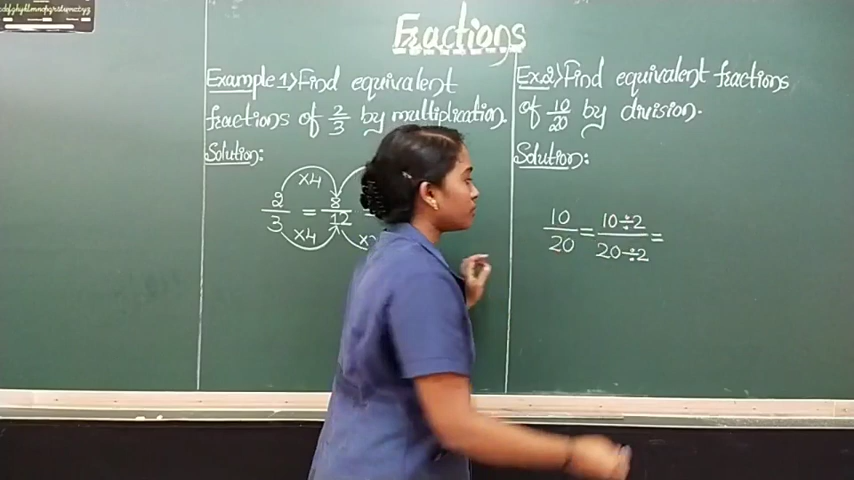 Fractions
Example 1) Find equivalent
fractions of 2/3 by multiplication.
Solution:
×4
2/3 = 8/12 =
×4 ×
Ex.2) Find equivalent fractions
of 10/20 by division.
Solution:
10/20 = 10÷2/20÷2 =